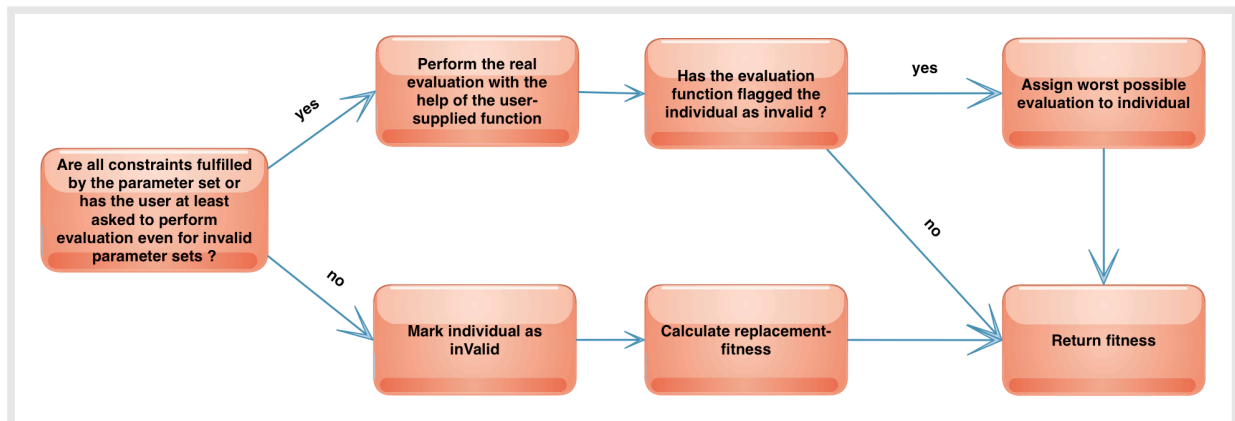 Are all constraints fulfilled
by the parameter set or
has the user at least
asked to perform
evaluation even for invalid
parameter sets ?
yes
Perform the real
evaluation with the
help of the user-
supplied function
Has the evaluation
function flagged the
individual as invalid ?
yes
Assign worst possible
evaluation to individual
no
no
Mark individual as
inValid
Calculate replacement-
fitness
Return fitness